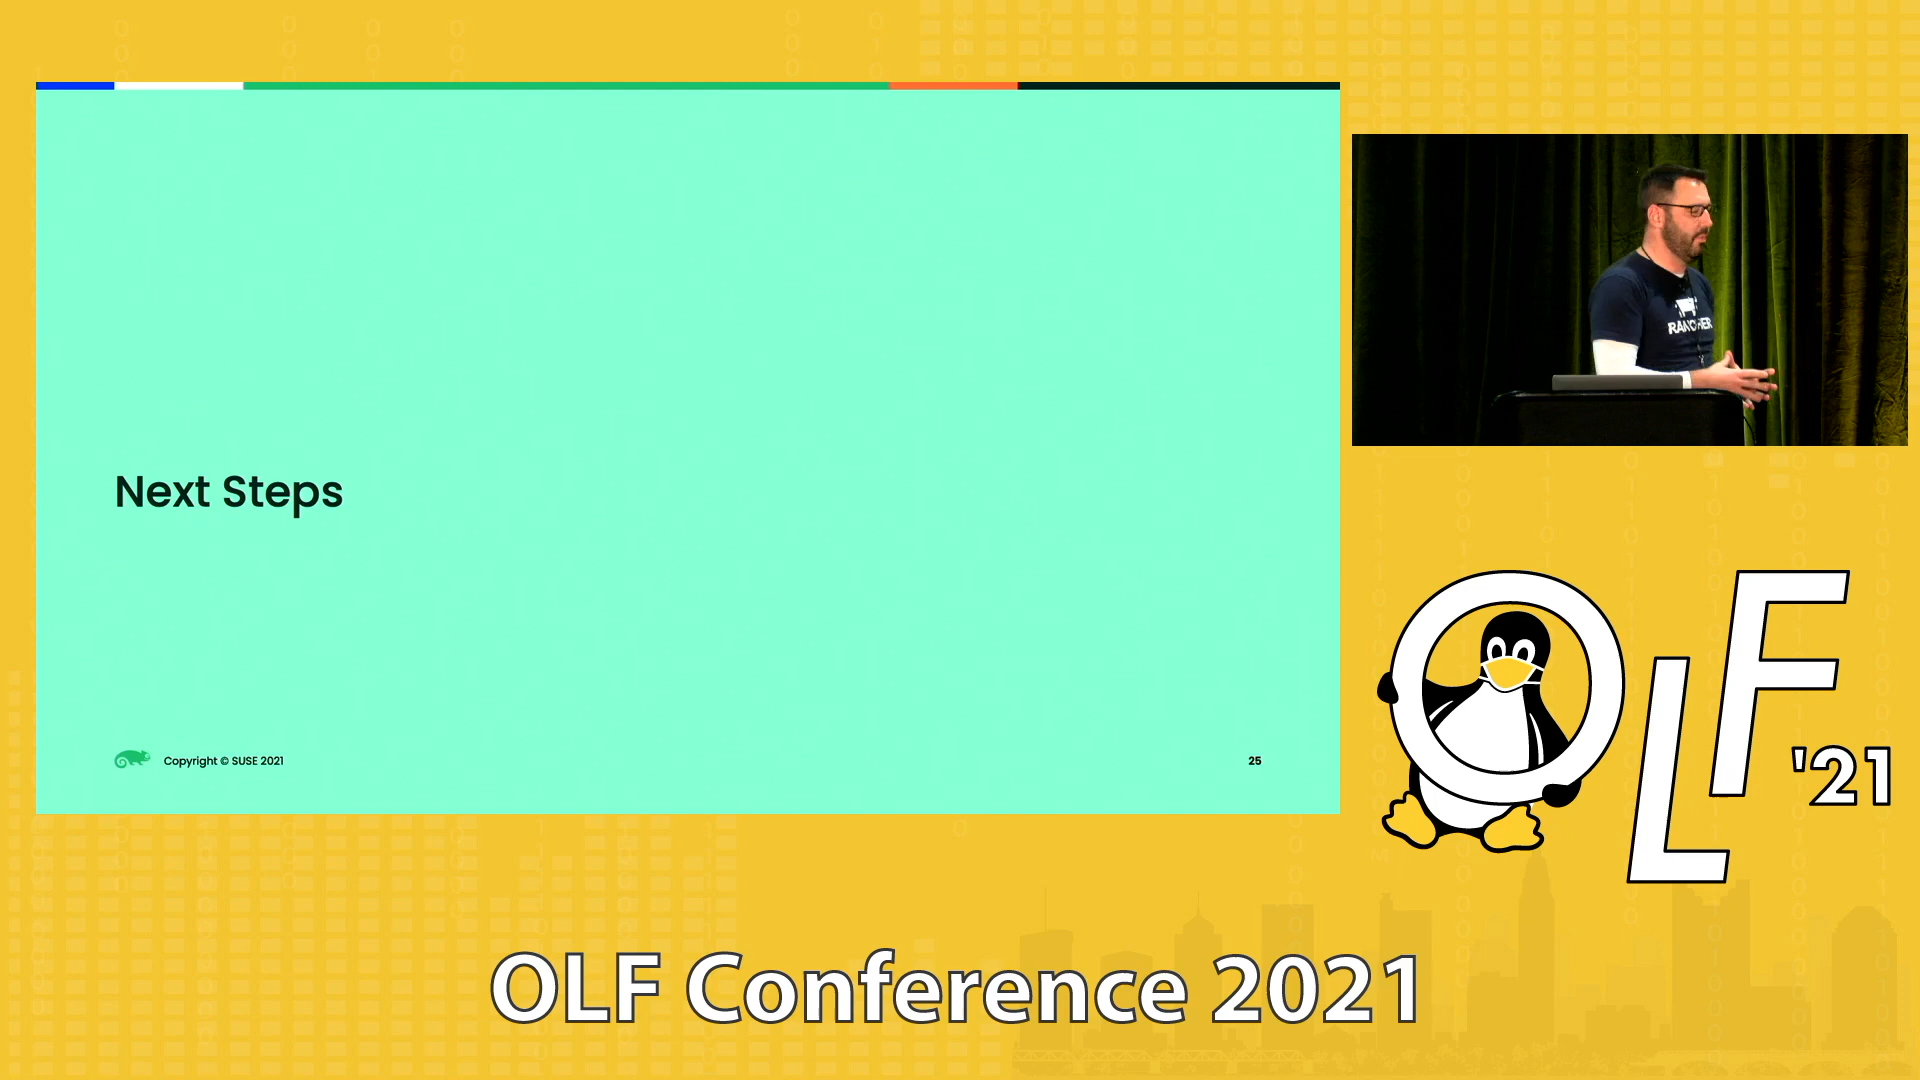 Next Steps
Copyright © SUSE 2021
25
RANCHER
OLF
'21
OLF Conference 2021